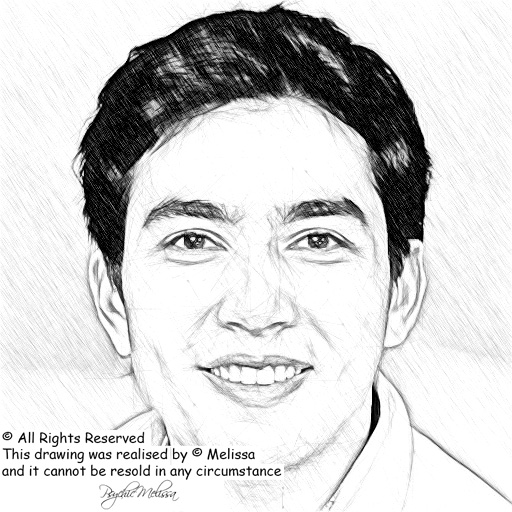 © All Rights Reserved
This drawing was realised by © Melissa
and it cannot be resold in any circumstance
Psychic Melissa